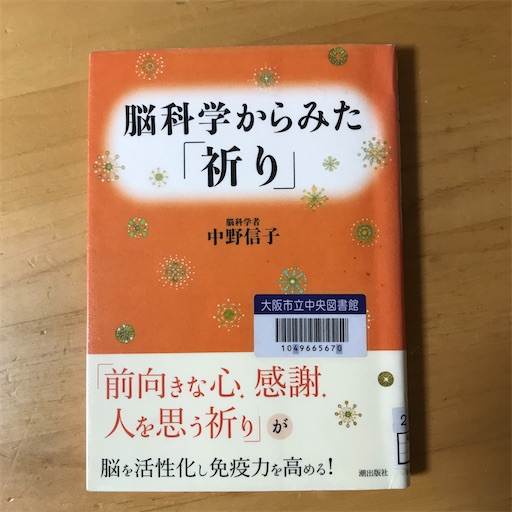 脳科学からみた
「祈り」
脳科学者
中野信子
大阪市立中央図書館
1049665670
「前向きな心、感謝、
人を思う祈り」が
脳を活性化し免疫力を高める!
潮出版社
2